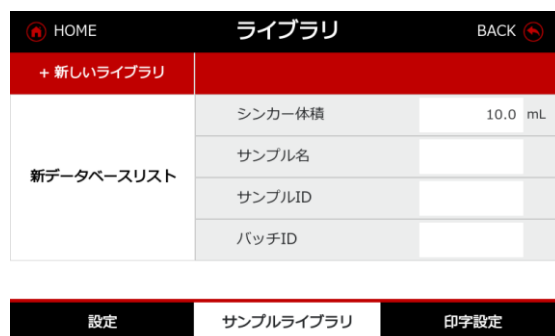 HOME ライブラリ BACK
+ 新しいライブラリ
シンカー体積 10.0 mL
サンプル名
新データベースリスト
サンプルID
バッチID
設定 サンプルライブラリ 印字設定